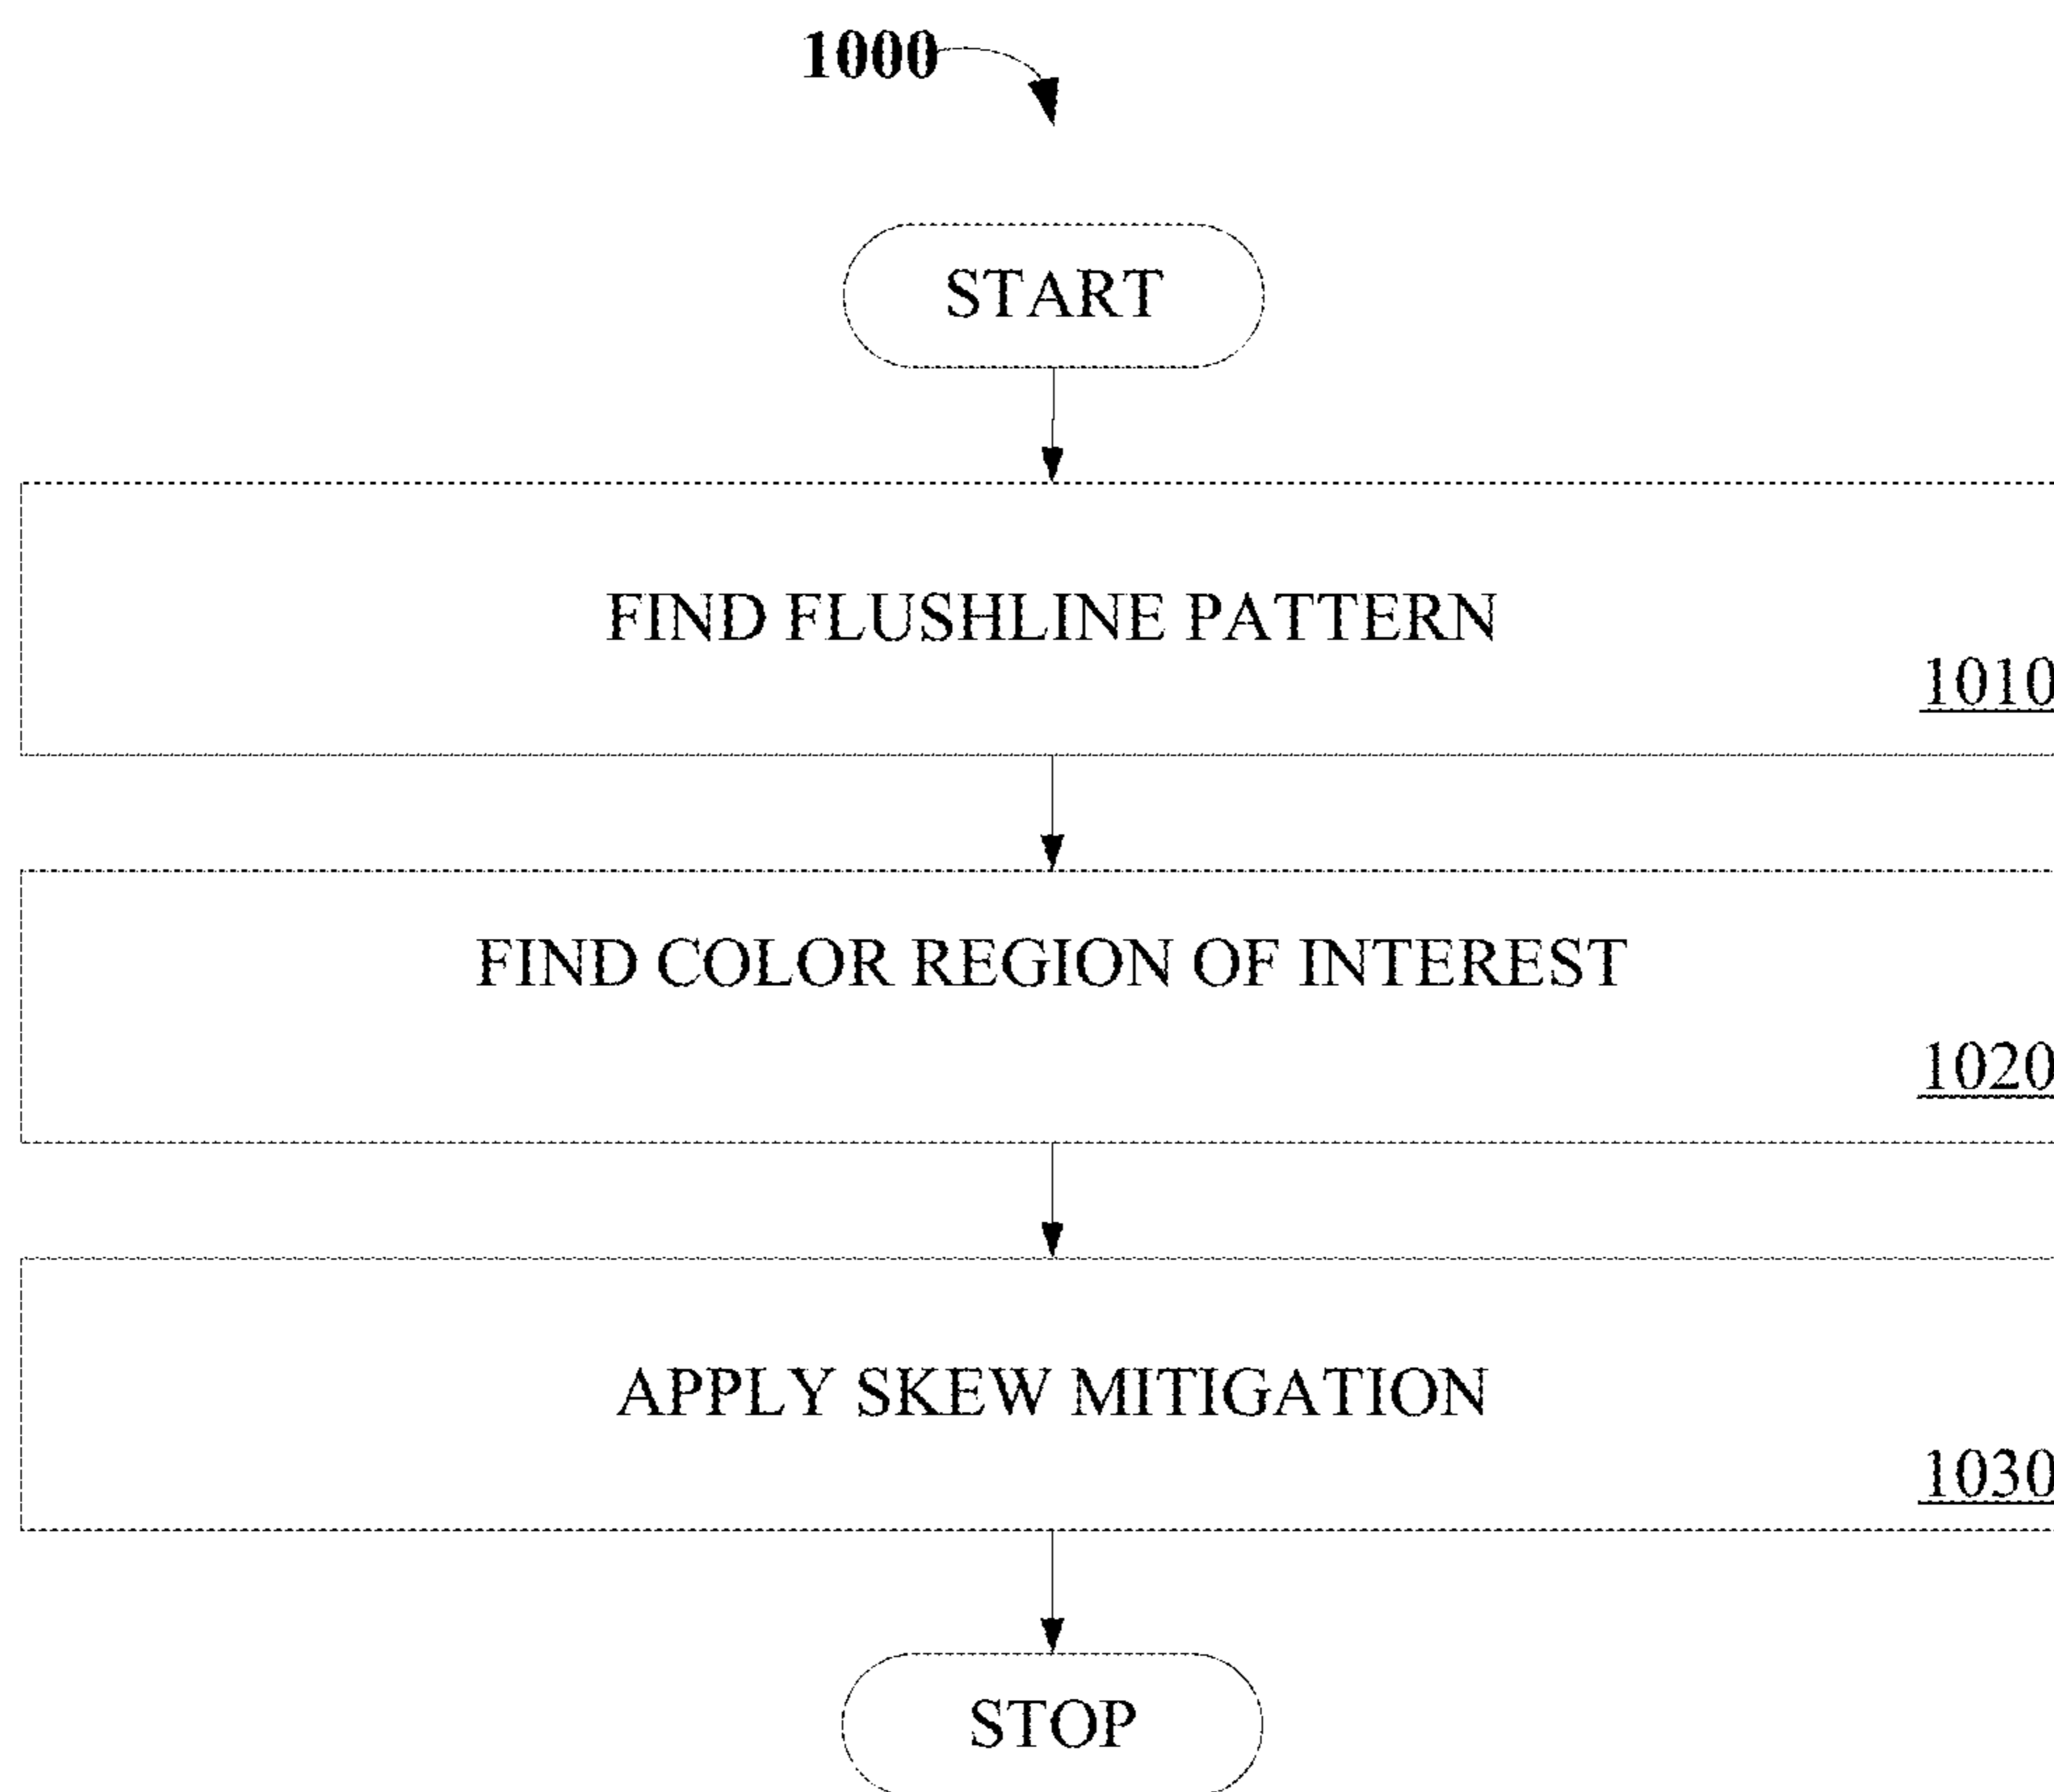 1000
START
FIND FLUSHLINE PATTERN
1010
FIND COLOR REGION OF INTEREST
1020
APPLY SKEW MITIGATION
1030
STOP